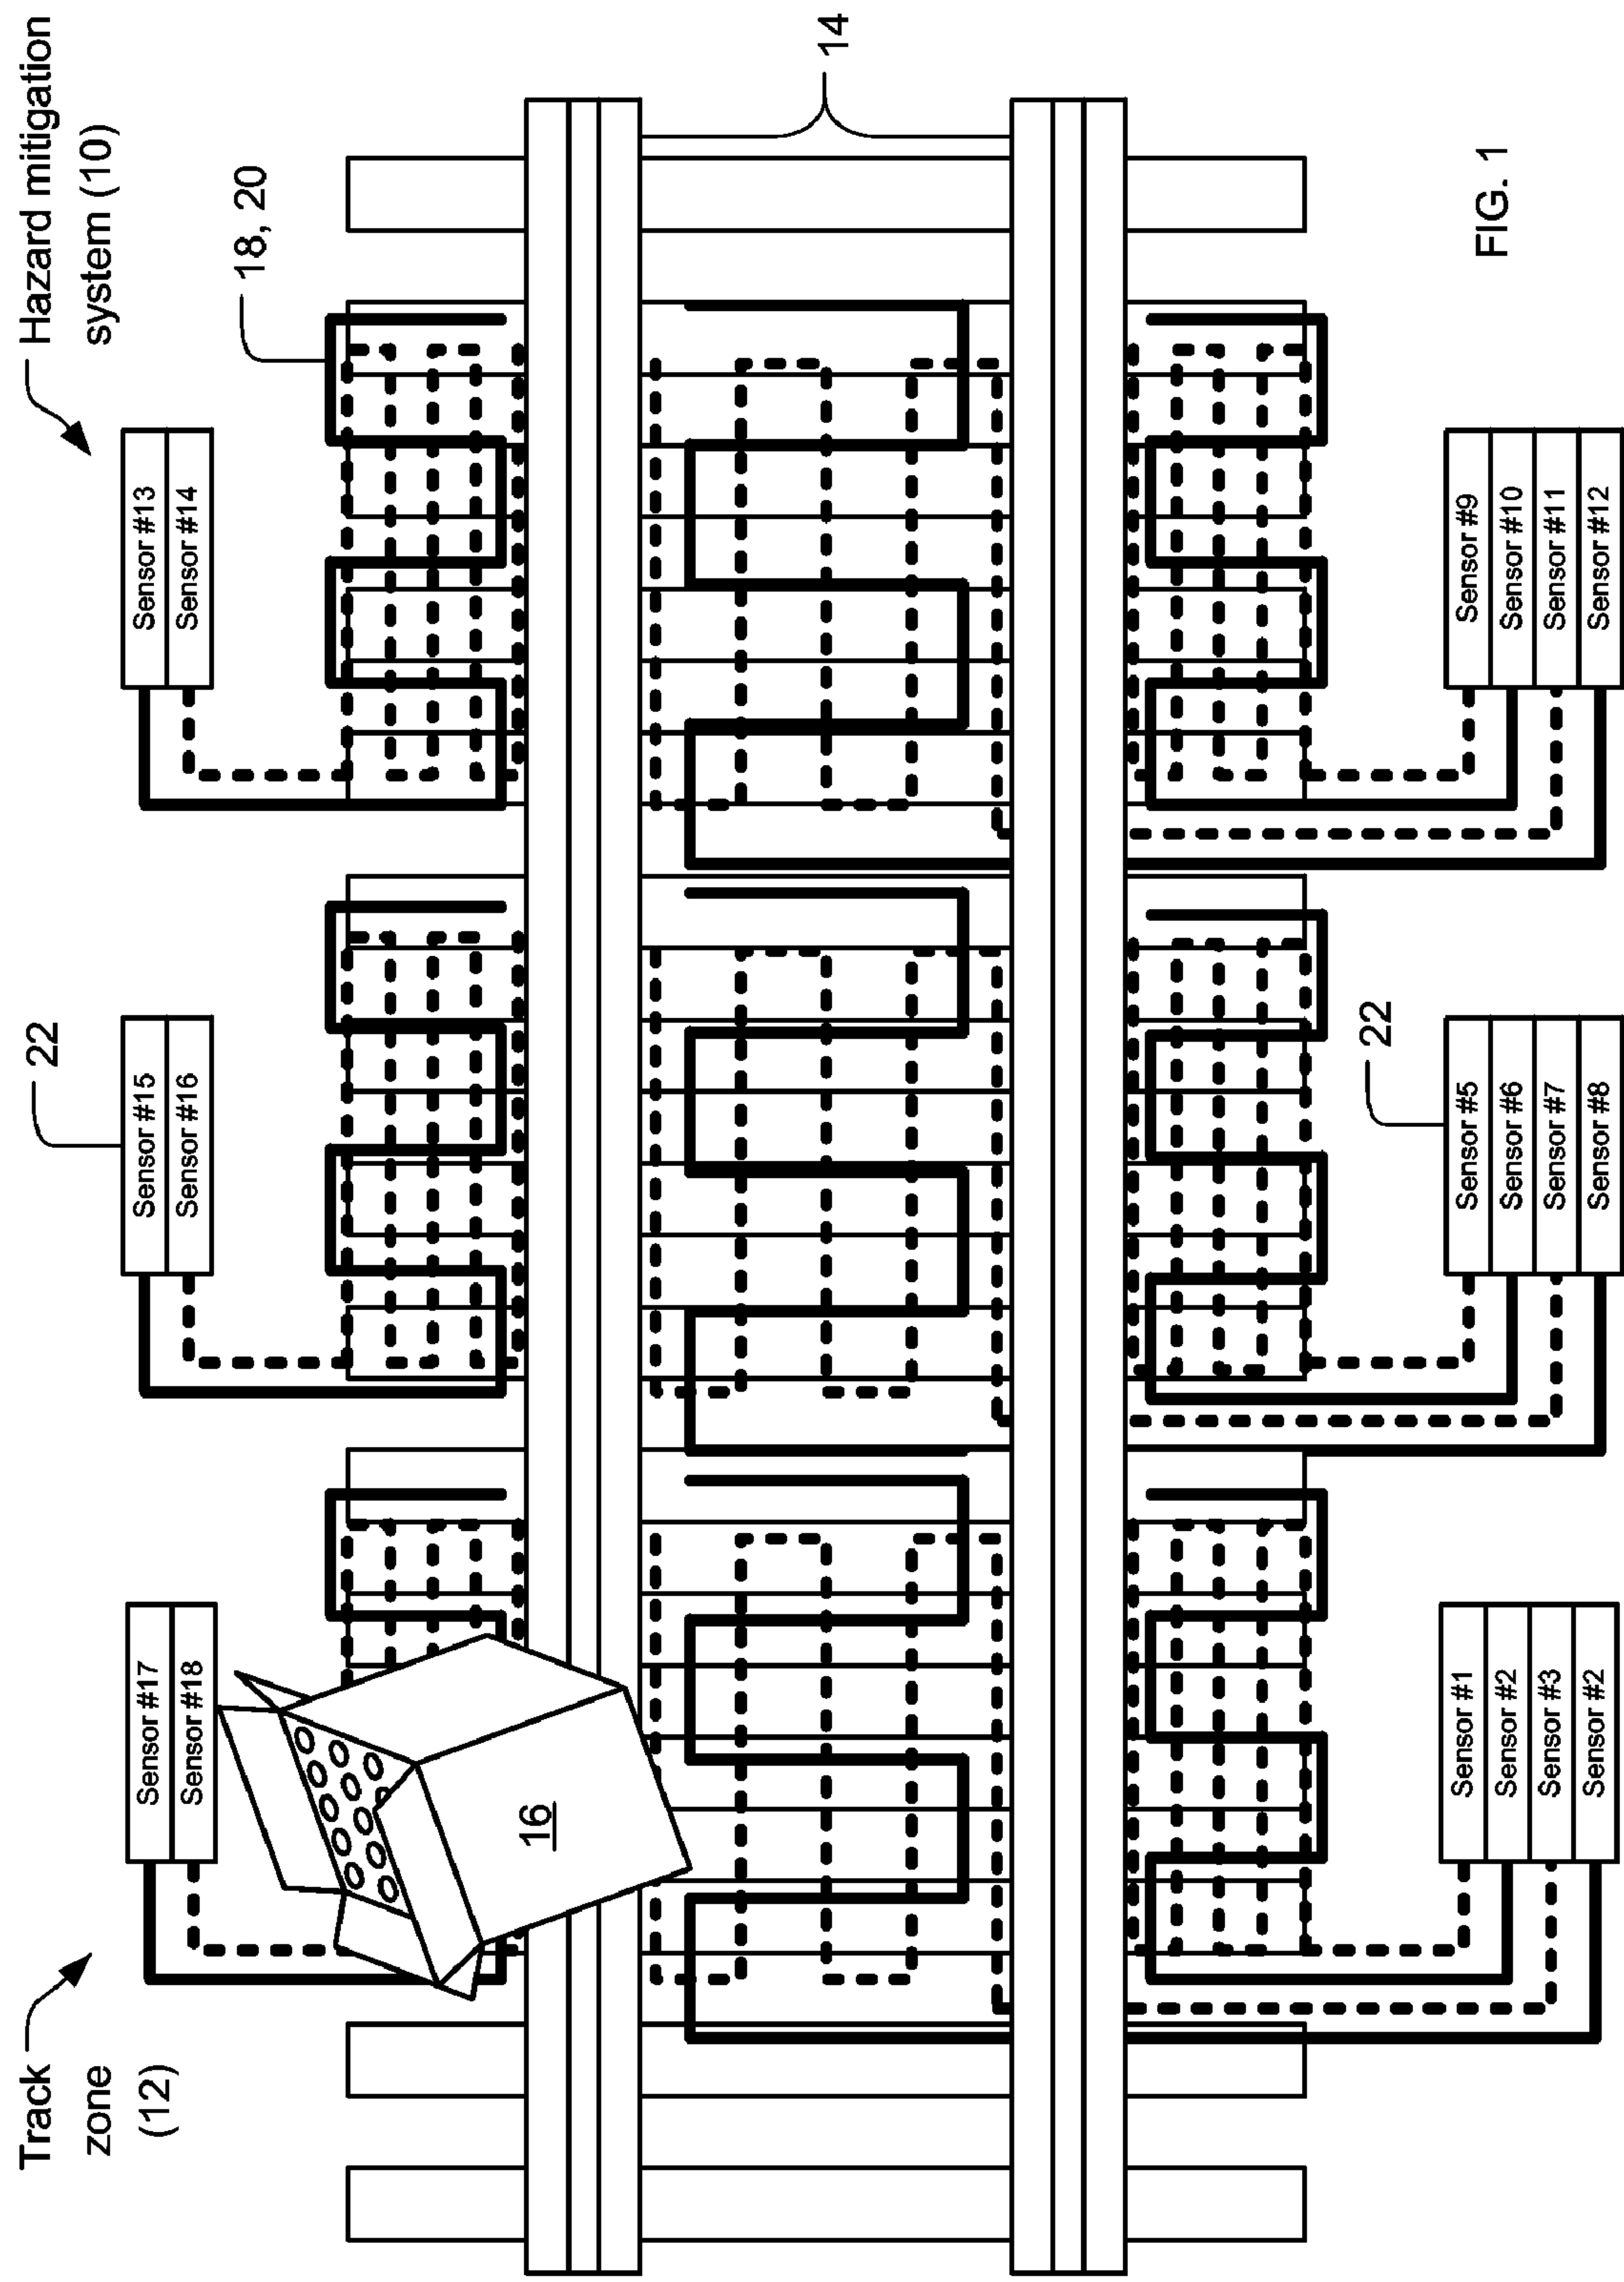 Track
zone
(12)
Hazard mitigation
system (10)
22
18, 20
Sensor #17
Sensor #18
Sensor #15
Sensor #16
Sensor #13
Sensor #14
16
14
22
Sensor #1
Sensor #2
Sensor #3
Sensor #2
Sensor #5
Sensor #6
Sensor #7
Sensor #8
Sensor #9
Sensor #10
Sensor #11
Sensor #12
FIG. 1